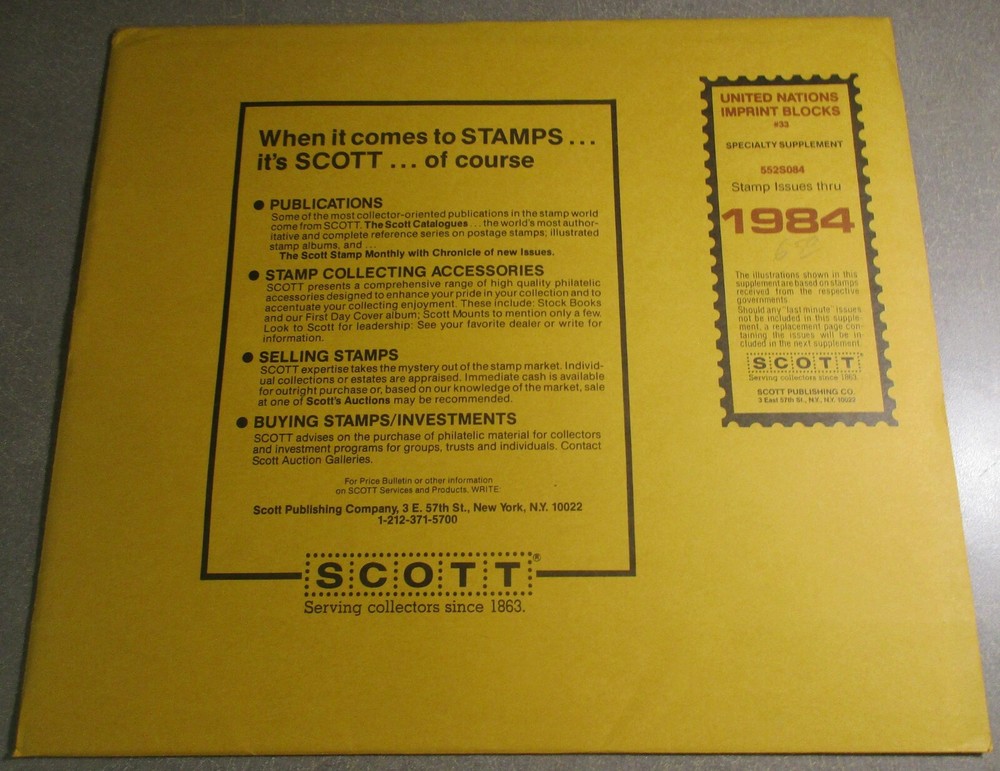 When it comes to STAMPS ...
it's SCOTT ... of course
● PUBLICATIONS
Some of the most collector-oriented publications in the stamp world
come from SCOTT. The Scott Catalogues ... the world's most author-
itative and complete reference series on postage stamps; illustrated
stamp albums, and ...
The Scott Stamp Monthly with Chronicle of new Issues.
● STAMP COLLECTING ACCESSORIES
SCOTT presents a comprehensive range of high quality philatelic
accessories designed to enhance your pride in your collection and to
accentuate your collecting enjoyment. These include: Stock Books
and our First Day Cover album; Scott Mounts to mention only a few.
Look to Scott for leadership: See your favorite dealer or write for
information.
● SELLING STAMPS
SCOTT expertise takes the mystery out of the stamp market. Individ-
ual collections or estates are appraised. Immediate cash is available
for outright purchase or, based on our knowledge of the market, sale
at one of Scott's Auctions may be recommended.
● BUYING STAMPS/INVESTMENTS
SCOTT advises on the purchase of philatelic material for collectors
and investment programs for groups, trusts and individuals. Contact
Scott Auction Galleries.
For Price Bulletin or other information
on SCOTT Services and Products, WRITE:
Scott Publishing Company, 3 E. 57th St., New York, N.Y. 10022
1-212-371-5700
SCOTT®
Serving collectors since 1863.
UNITED NATIONS
IMPRINT BLOCKS
#33
SPECIALTY SUPPLEMENT
552S084
Stamp Issues thru
1984
The illustrations shown in this
supplement are based on stamps
received from the respective
governments
Should any "last minute" issues
not be included in this supple-
ment, a replacement page con-
taining the issues will be in-
cluded in the next supplement.
SCOTT®
Serving collectors since 1863.
SCOTT PUBLISHING CO.
3 East 57th St., N.Y., N.Y. 10022